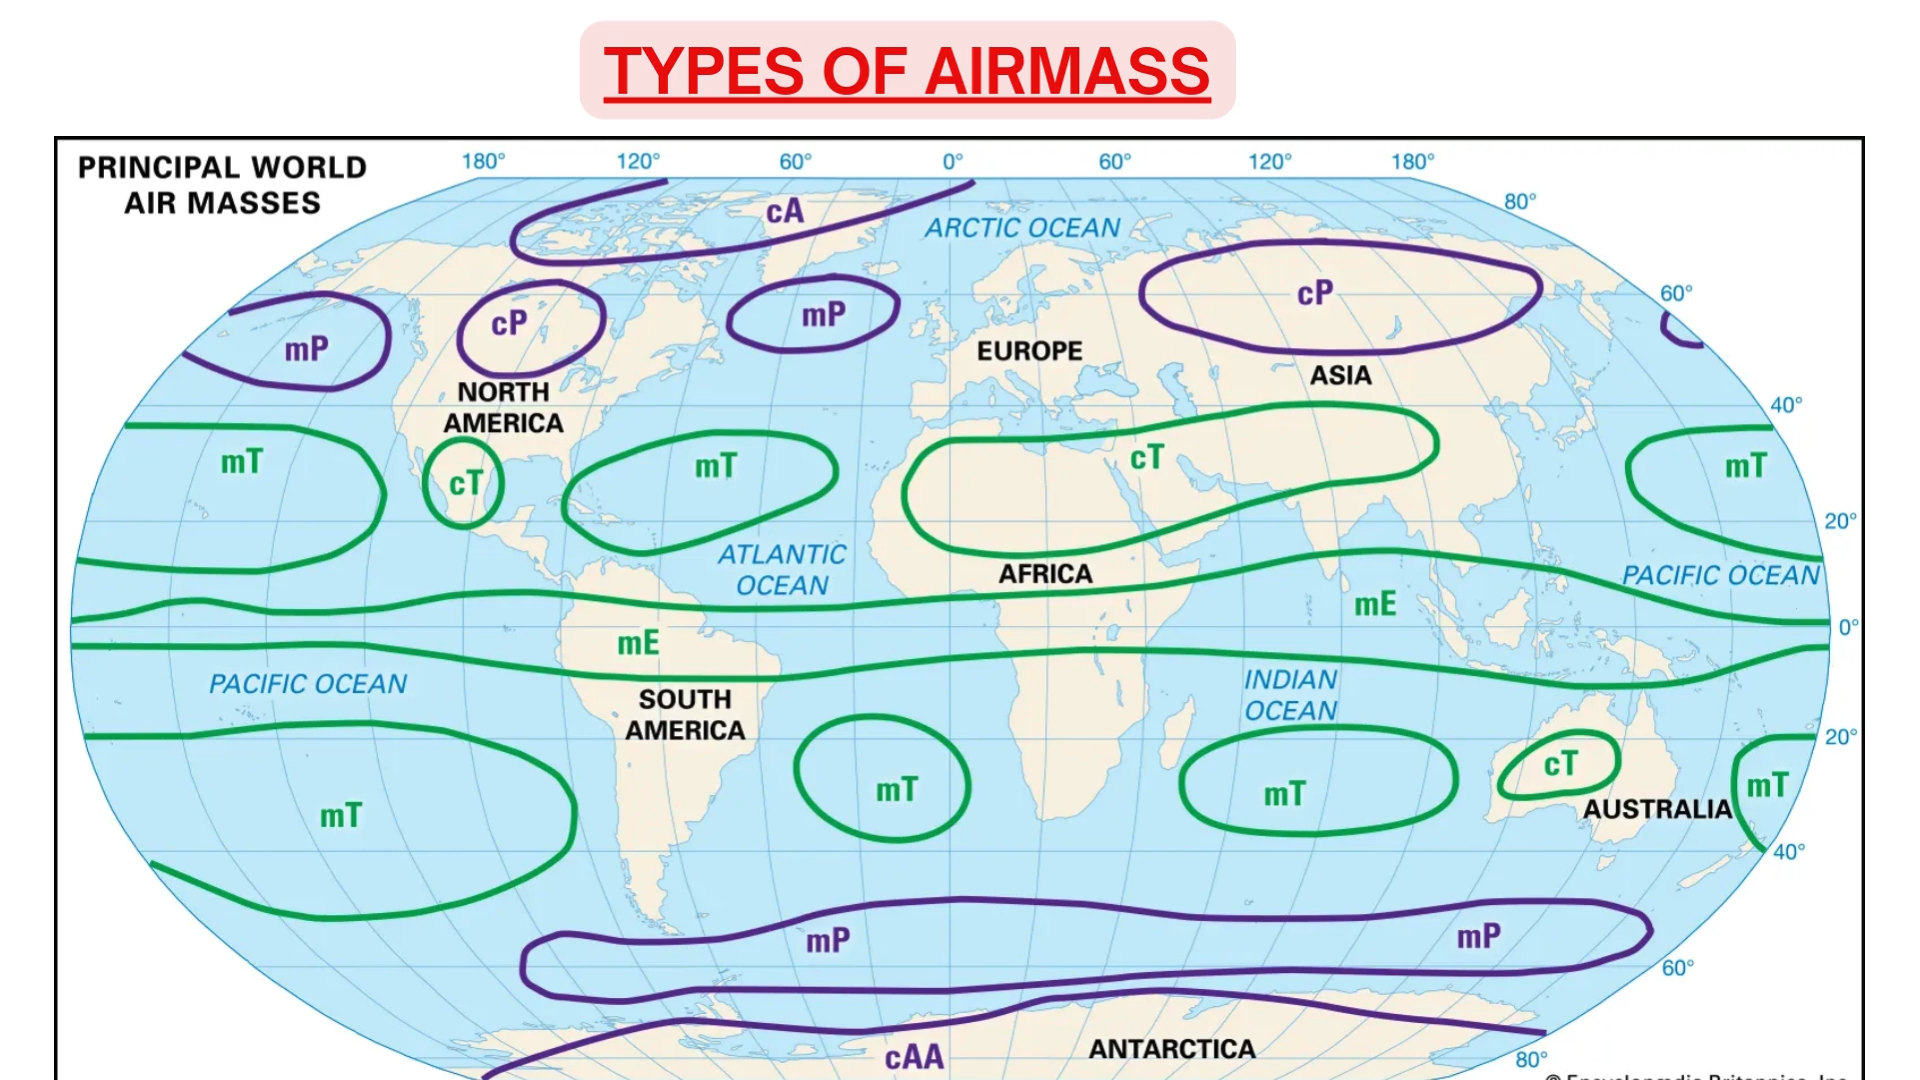 TYPES OF AIRMASS
PRINCIPAL WORLD
AIR MASSES
180° 120° 60° 0° 60° 120° 180°
80°
cA
ARCTIC OCEAN
60°
cP
mP
cP
mP
EUROPE
ASIA
NORTH
AMERICA
40°
mT
cT
mT
cT
mT
20°
ATLANTIC
OCEAN
AFRICA
PACIFIC OCEAN
mE
0°
mE
PACIFIC OCEAN
SOUTH
AMERICA
INDIAN
OCEAN
20°
cT
mT
mT
mT
mT
AUSTRALIA
40°
mP
mP
60°
cAA
ANTARCTICA
80°
© Encyclopædia Britannica, Inc.